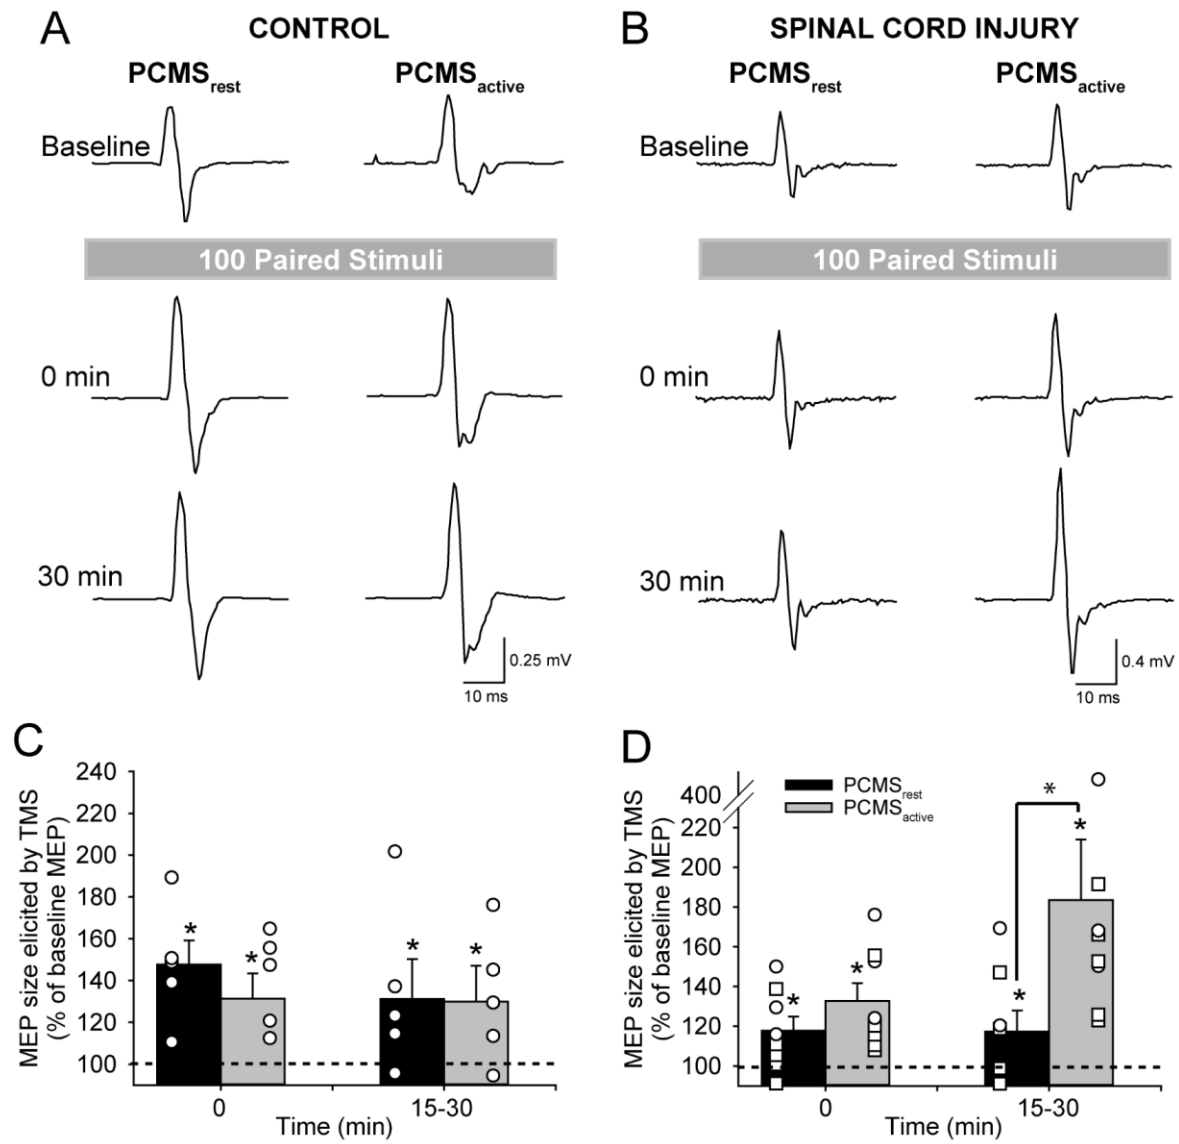 A
CONTROL
PCMSrest
PCMSactive
Baseline
100 Paired Stimuli
0 min
30 min
0.25 mV
10 ms
B
SPINAL CORD INJURY
PCMSrest
PCMSactive
Baseline
100 Paired Stimuli
0 min
30 min
0.4 mV
10 ms
C
MEP size elicited by TMS
(% of baseline MEP)
240
220
200
180
160
140
120
100
* * * *
0 15-30
Time (min)
D
MEP size elicited by TMS
(% of baseline MEP)
400
220
200
180
160
140
120
100
PCMSrest
PCMSactive
*
* * * *
0 15-30
Time (min)